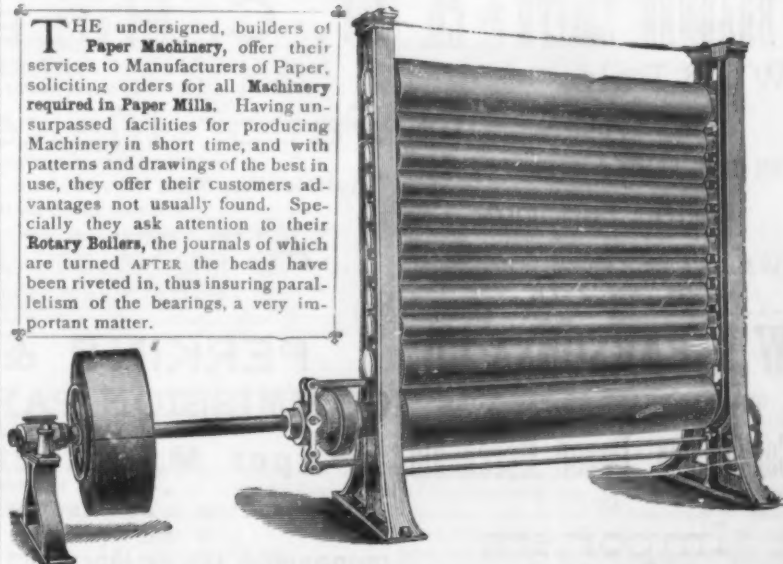 THE undersigned, builders of
Paper Machinery, offer their
services to Manufacturers of Paper,
soliciting orders for all Machinery
required in Paper Mills. Having un-
surpassed facilities for producing
Machinery in short time, and with
patterns and drawings of the best in
use, they offer their customers ad-
vantages not usually found. Spe-
cially they ask attention to their
Rotary Boilers, the journals of which
are turned AFTER the heads have
been riveted in, thus insuring paral-
lelism of the bearings, a very im-
portant matter.